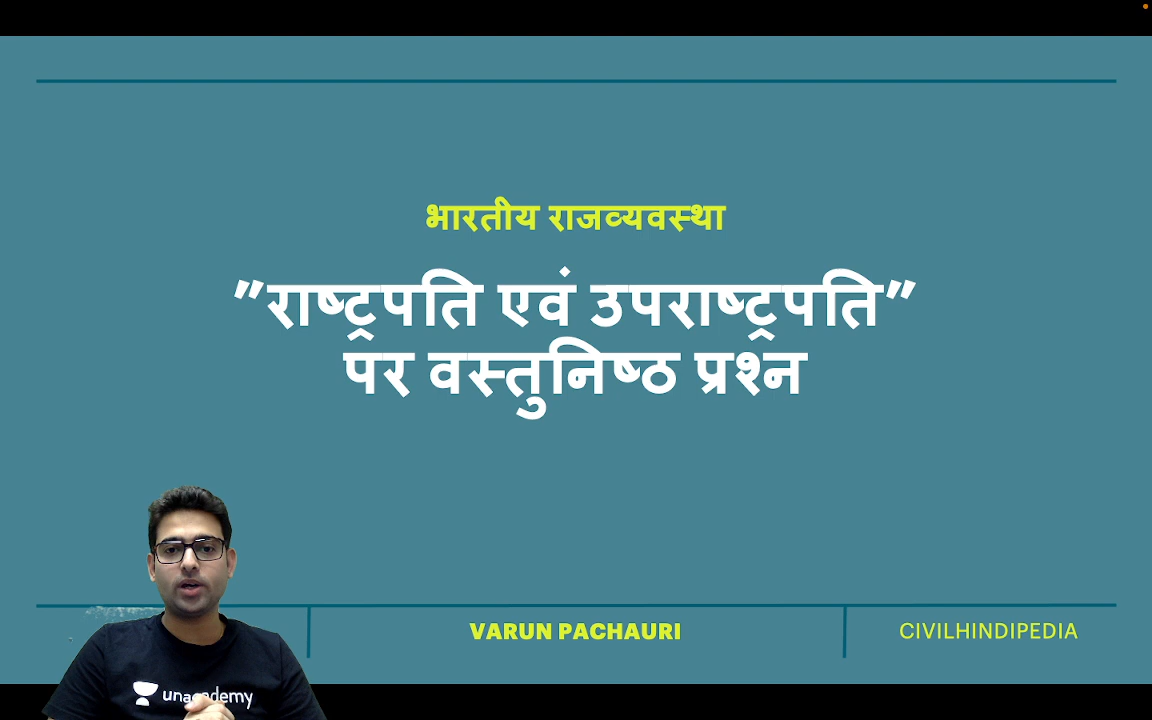 भारतीय राजव्यवस्था
"राष्ट्रपति एवं उपराष्ट्रपति"
पर वस्तुनिष्ठ प्रश्न
VARUN PACHAURI
CIVILHINDIPEDIA
unacademy